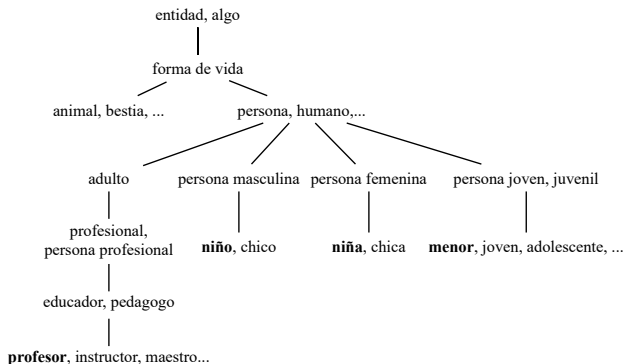 entidad, algo
forma de vida
animal, bestia, ...
persona, humano,...
adulto
persona masculina
persona femenina
persona joven, juvenil
profesional,
persona profesional
niño, chico
niña, chica
menor, joven, adolescente, ...
educador, pedagogo
profesor, instructor, maestro...